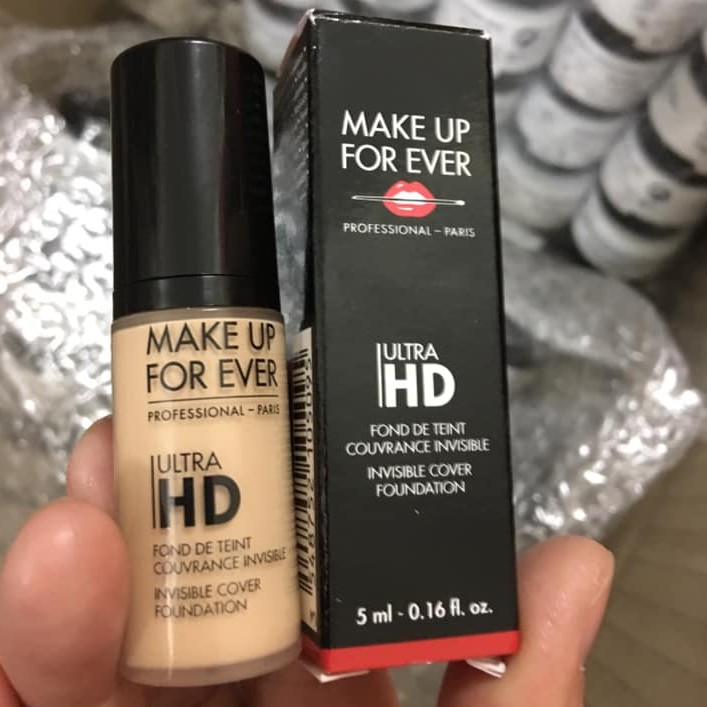 MAKE UP
FOR EVER
PROFESSIONAL – PARIS
ULTRA
HD
FOND DE TEINT
COUVRANCE INVISIBLE
INVISIBLE COVER
FOUNDATION
MAKE UP
FOR EVER
PROFESSIONAL – PARIS
ULTRA
HD
FOND DE TEINT
COUVRANCE INVISIBLE
INVISIBLE COVER
FOUNDATION
5 ml - 0.16 fl. oz.